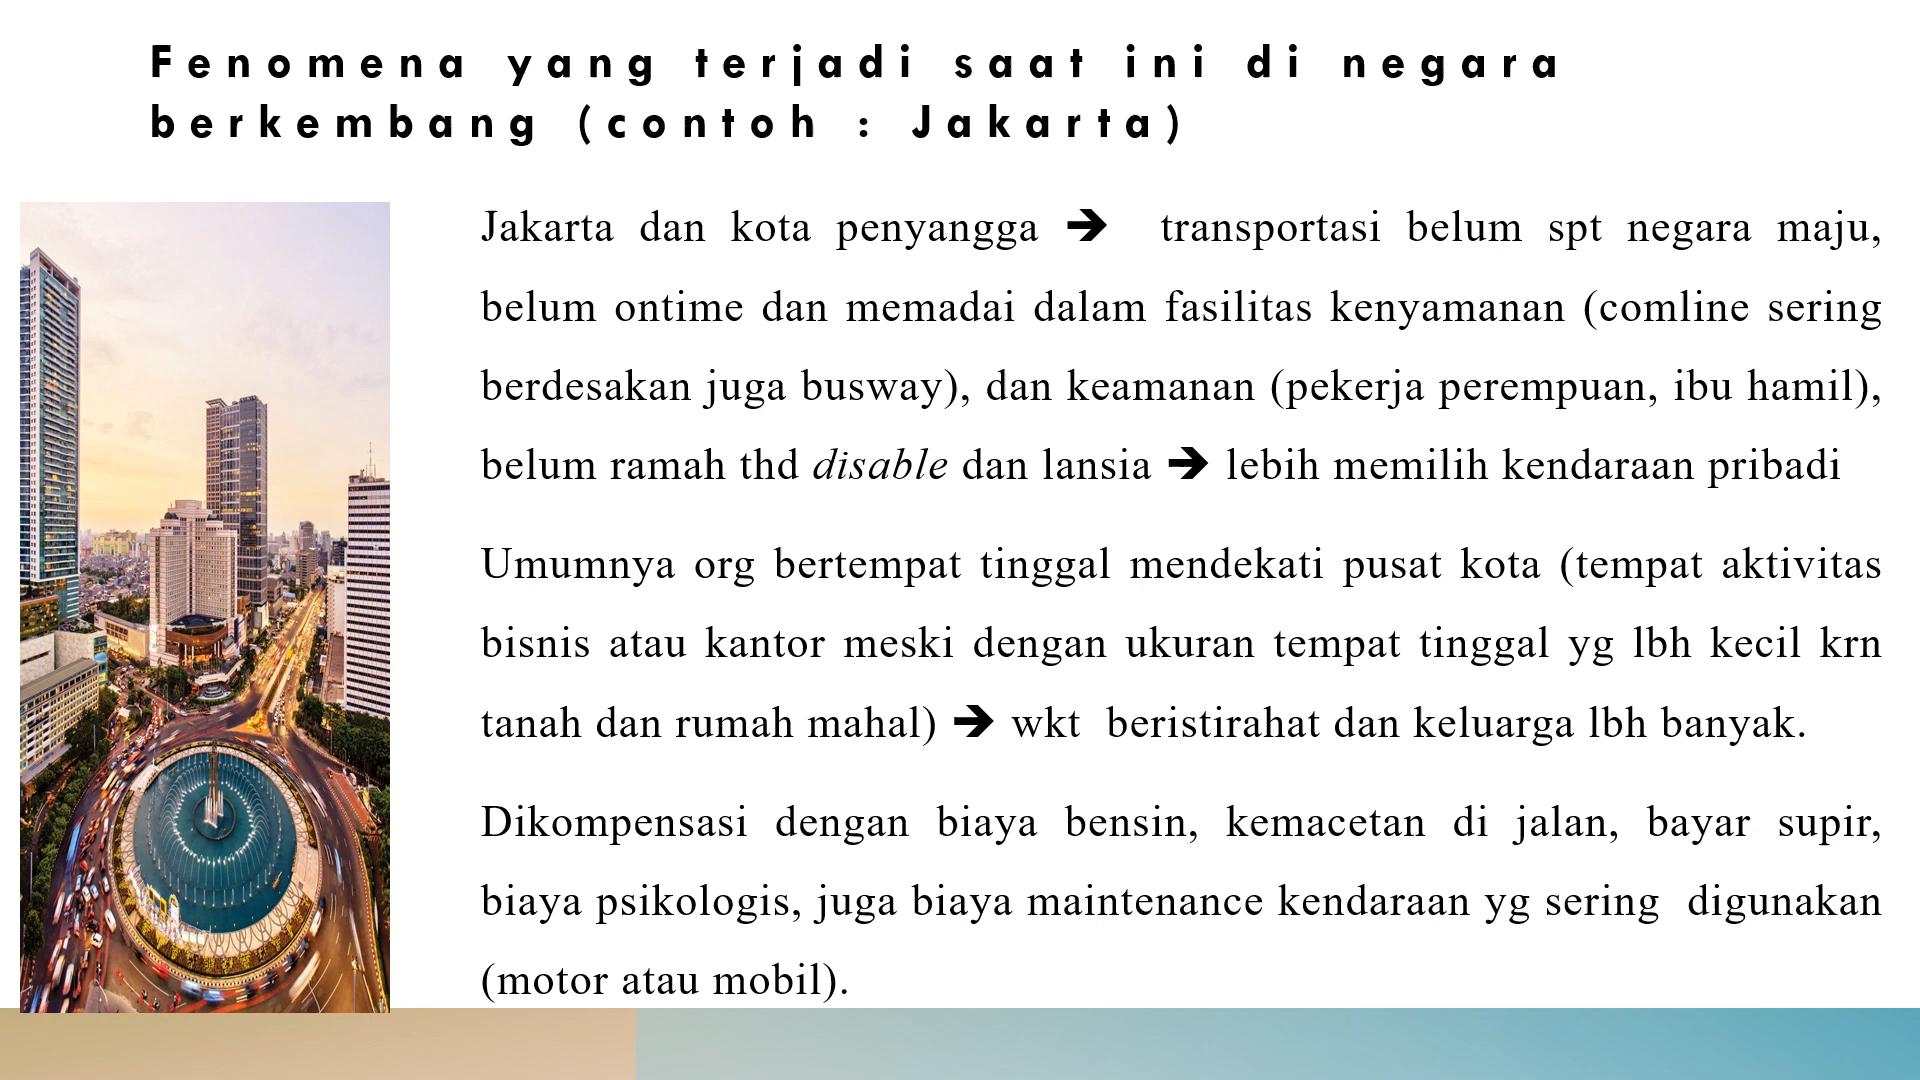 Fenomena yang terjadi saat ini di negara
berkembang (contoh : Jakarta)
Jakarta dan kota penyangga ➔ transportasi belum spt negara maju,
belum ontime dan memadai dalam fasilitas kenyamanan (comline sering
berdesakan juga busway), dan keamanan (pekerja perempuan, ibu hamil),
belum ramah thd disable dan lansia ➔ lebih memilih kendaraan pribadi
Umumnya org bertempat tinggal mendekati pusat kota (tempat aktivitas
bisnis atau kantor meski dengan ukuran tempat tinggal yg lbh kecil krn
tanah dan rumah mahal) ➔ wkt beristirahat dan keluarga lbh banyak.
Dikompensasi dengan biaya bensin, kemacetan di jalan, bayar supir,
biaya psikologis, juga biaya maintenance kendaraan yg sering digunakan
(motor atau mobil).